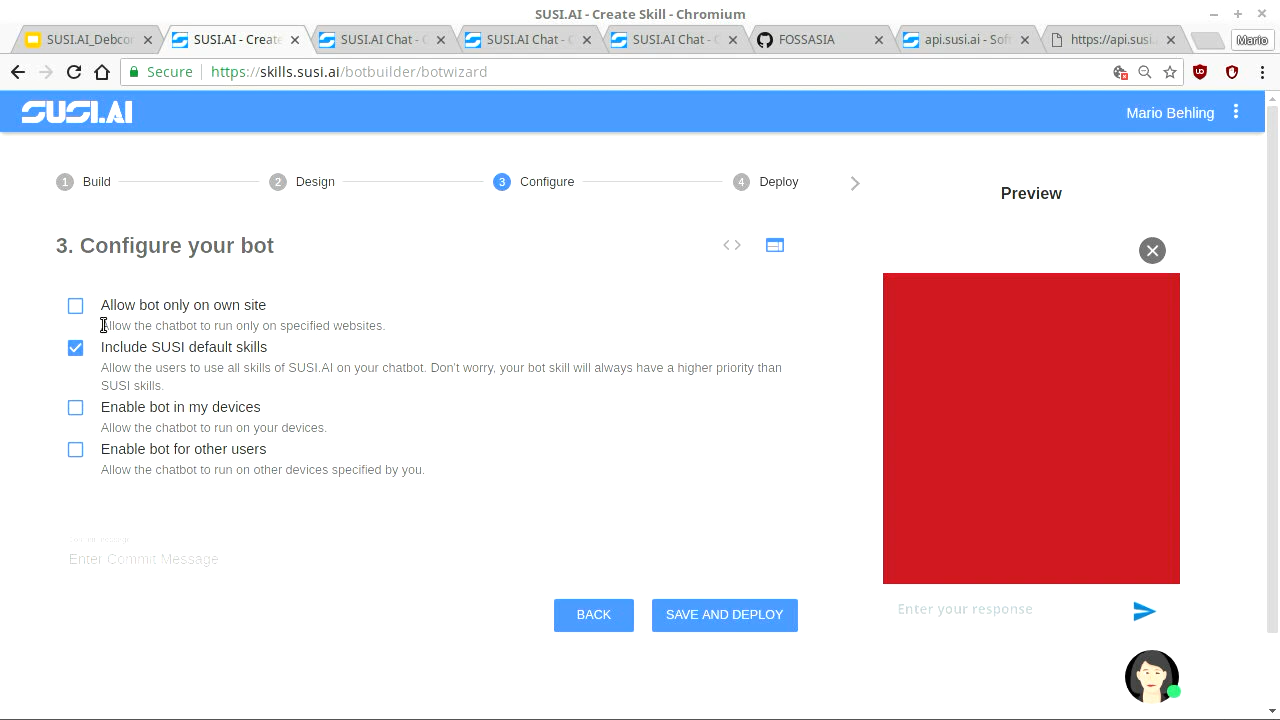 SUSI.AI - Create Skill - Chromium
SUSI.AI_Debcon
SUSI.AI - Create
SUSI.AI Chat - C
SUSI.AI Chat - C
SUSI.AI Chat - C
FOSSASIA
api.susi.ai - Soft
https://api.susi.
Mario
Secure
https://skills.susi.ai/botbuilder/botwizard
SUSI.AI
Mario Behling
1 Build
2 Design
3 Configure
4 Deploy
Preview
3. Configure your bot
Allow bot only on own site
Allow the chatbot to run only on specified websites.
Include SUSI default skills
Allow the users to use all skills of SUSI.AI on your chatbot. Don't worry, your bot skill will always have a higher priority than
SUSI skills.
Enable bot in my devices
Allow the chatbot to run on your devices.
Enable bot for other users
Allow the chatbot to run on other devices specified by you.
Enter Commit Message
BACK
SAVE AND DEPLOY
Enter your response